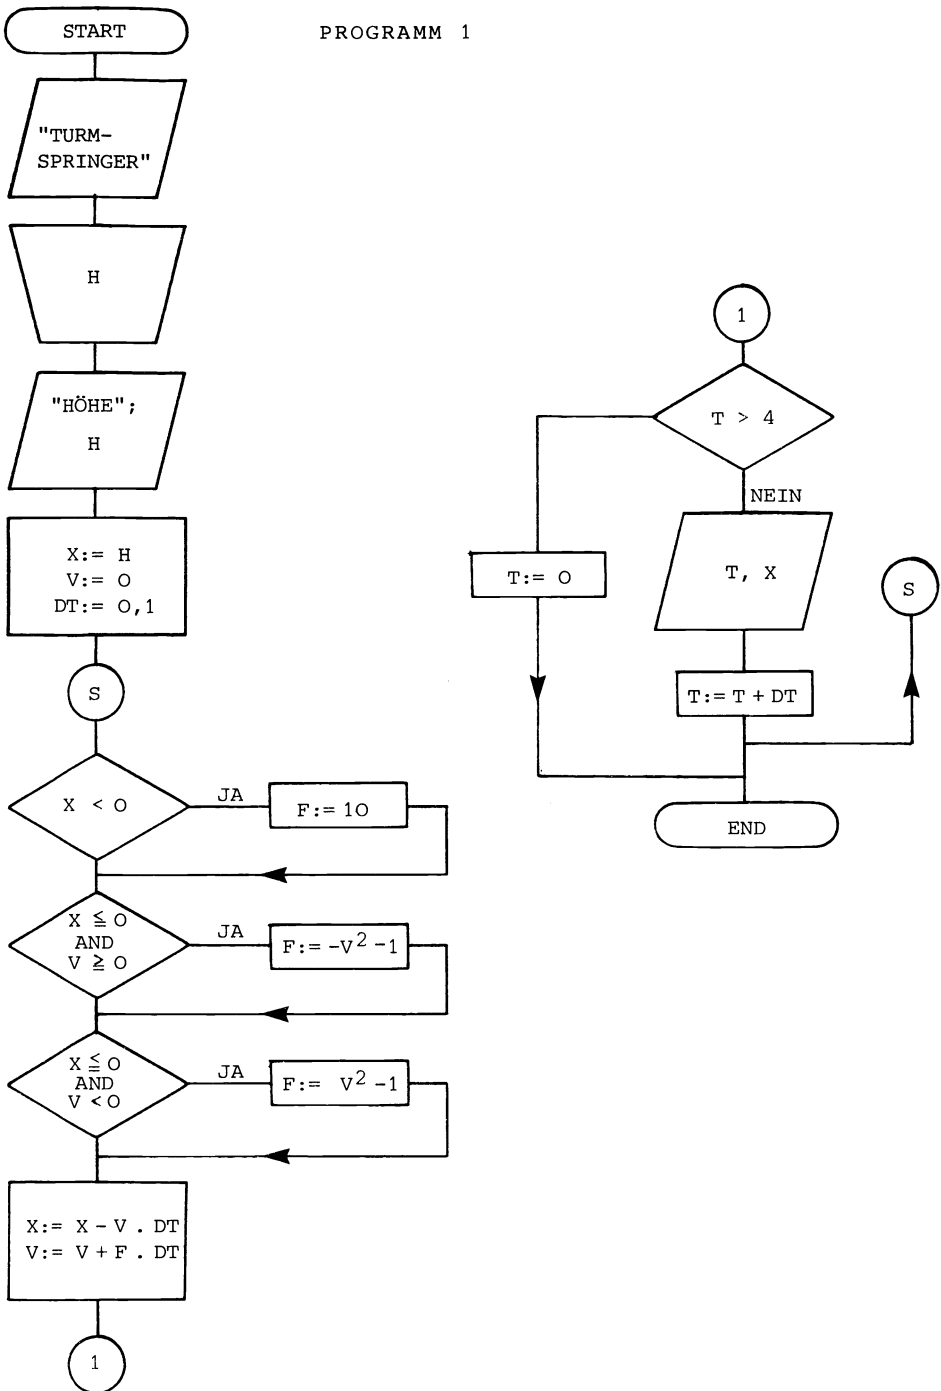 START
PROGRAMM 1
"TURM-
SPRINGER"
H
"HÖHE";
H
X:= H
V:= O
DT:= O,1
S
X < O
JA
F:= 1O
X ≦ O
AND
V ≧ O
JA
F:= -V² -1
X ≦ O
AND
V < O
JA
F:= V² -1
X:= X - V . DT
V:= V + F . DT
1
1
T > 4
NEIN
T:= O
T, X
S
T:= T + DT
END